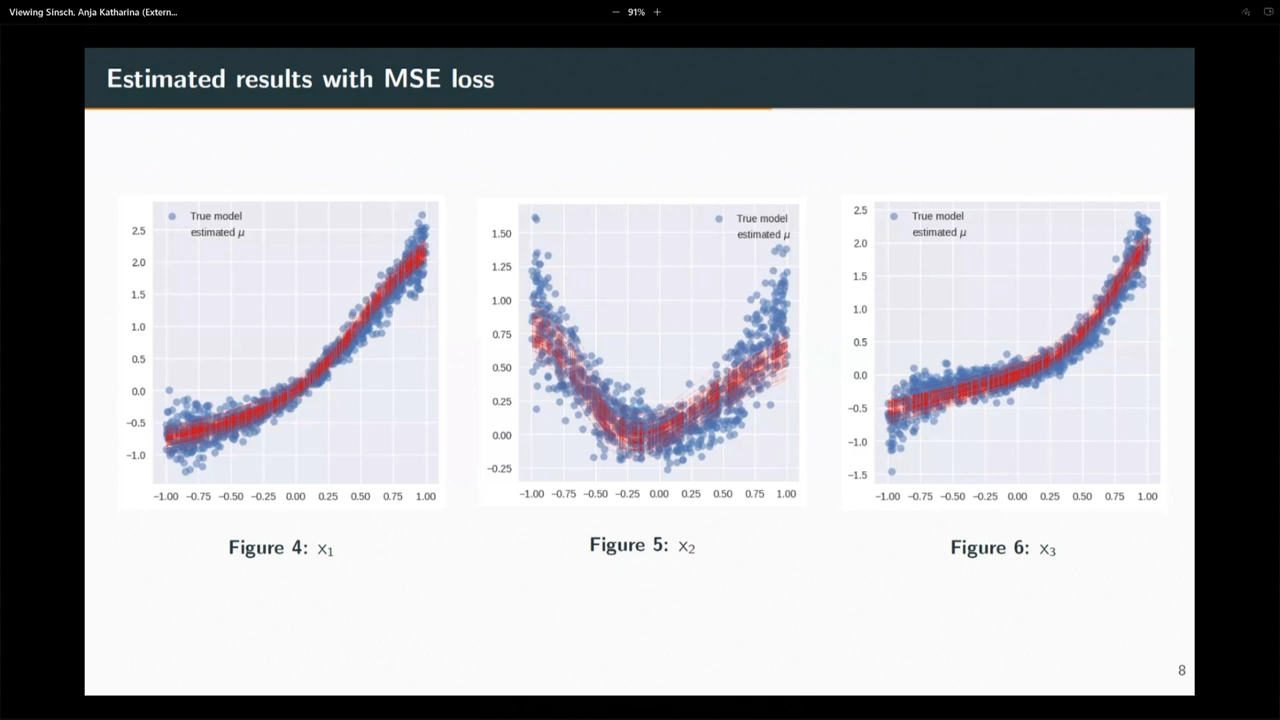 Viewing Sinsch, Anja Katharina (Extern...
− 91% +
Estimated results with MSE loss
True model
estimated μ
2.5
2.0
1.5
1.0
0.5
0.0
−0.5
−1.0
−1.00 −0.75 −0.50 −0.25 0.00 0.25 0.50 0.75 1.00
Figure 4: x₁
True model
estimated μ
1.50
1.25
1.00
0.75
0.50
0.25
0.00
−0.25
−1.00 −0.75 −0.50 −0.25 0.00 0.25 0.50 0.75 1.00
Figure 5: x₂
True model
estimated μ
2.5
2.0
1.5
1.0
0.5
0.0
−0.5
−1.0
−1.5
−1.00 −0.75 −0.50 −0.25 0.00 0.25 0.50 0.75 1.00
Figure 6: x₃
8